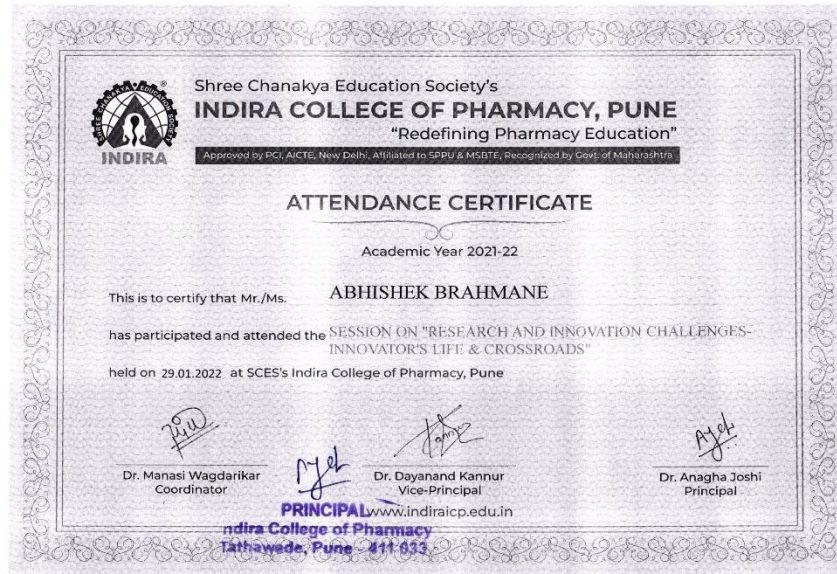 Shree Chanakya Education Society's
INDIRA COLLEGE OF PHARMACY, PUNE
"Redefining Pharmacy Education"
Approved by PCI, AICTE, New Delhi, Affiliated to SPPU & MSBTE, Recognized by Govt. of Maharashtra
SHREE CHANAKYA EDUCATION SOCIETY
INDIRA
ATTENDANCE CERTIFICATE
Academic Year 2021-22
This is to certify that Mr./Ms. ABHISHEK BRAHMANE
has participated and attended the SESSION ON "RESEARCH AND INNOVATION CHALLENGES-
INNOVATOR'S LIFE & CROSSROADS"
held on 29.01.2022 at SCES's Indira College of Pharmacy, Pune
Dr. Manasi Wagdarikar
Coordinator
Dr. Dayanand Kannur
Vice-Principal
Dr. Anagha Joshi
Principal
www.indiraicp.edu.in
PRINCIPAL
ndira College of Pharmacy
Tathawade, Pune - 411 033